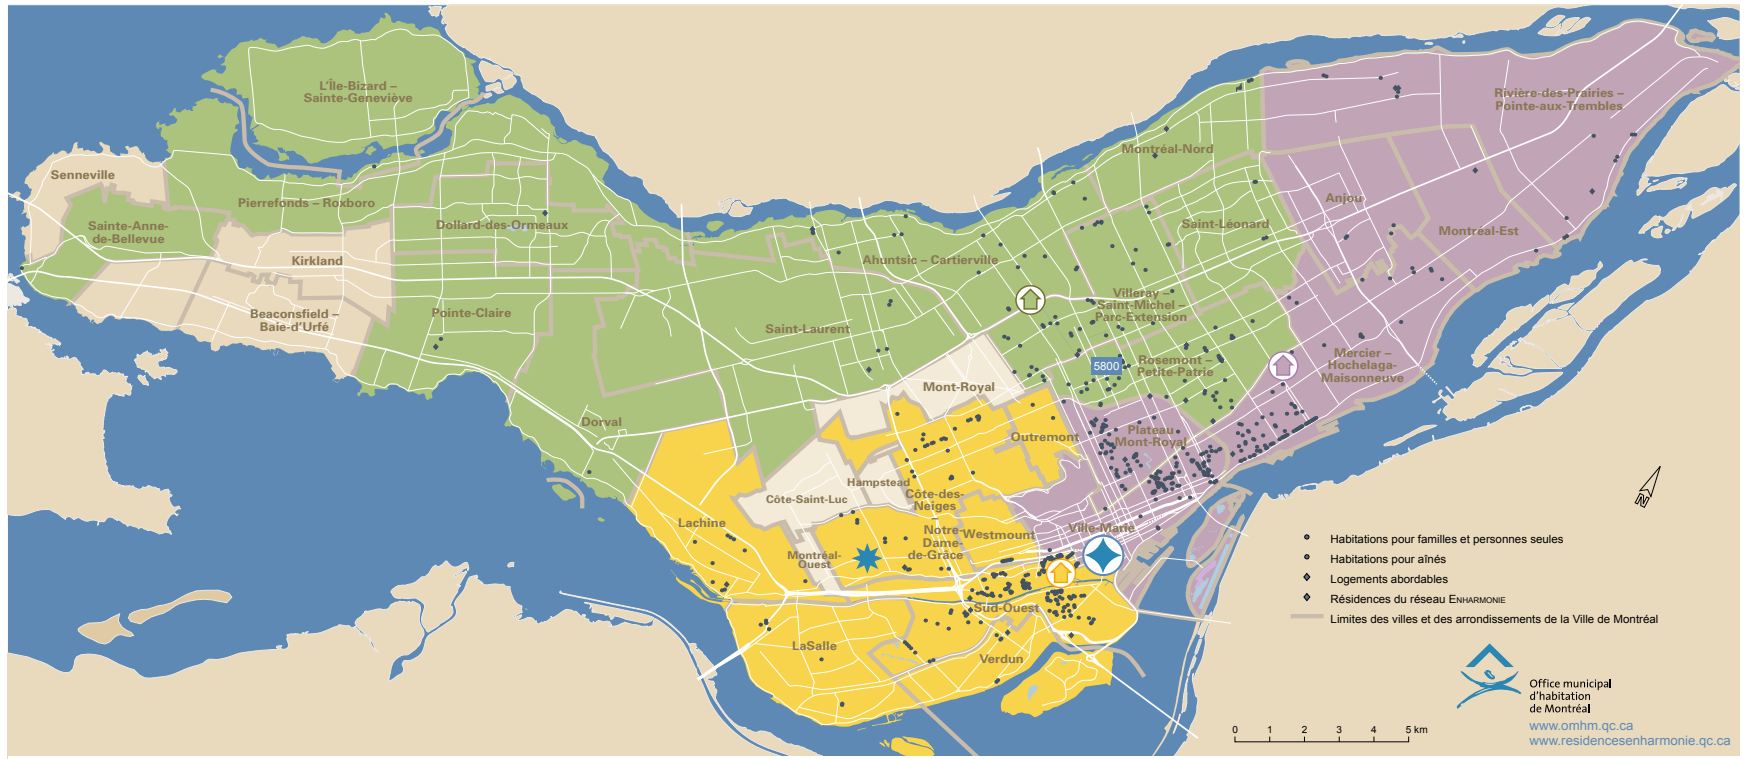 L'Île-Bizard –
Sainte-Geneviève
Rivière-des-Prairies –
Pointe-aux-Trembles
Montréal-Nord
Senneville
Pierrefonds – Roxboro
Anjou
Sainte-Anne-
de-Bellevue
Dollard-des-Ormeaux
Saint-Léonard
Montréal-Est
Kirkland
Ahuntsic – Cartierville
Beaconsfield –
Baie-d'Urfé
Pointe-Claire
Saint-Laurent
Villeray –
Saint-Michel –
Parc-Extension
5800
Rosemont –
Petite-Patrie
Mercier –
Hochelaga-
Maisonneuve
Mont-Royal
Dorval
Outremont
Plateau
Mont-Royal
Hampstead
Côte-Saint-Luc
Côte-des-
Neiges
–
Notre-
Dame-
de-Grâce
Lachine
Westmount
Ville-Marie
Montréal-
Ouest
Sud-Ouest
LaSalle
Verdun
N
Habitations pour familles et personnes seules
Habitations pour aînés
Logements abordables
Résidences du réseau ENHARMONIE
Limites des villes et des arrondissements de la Ville de Montréal
Office municipal
d'habitation
de Montréal
www.omhm.qc.ca
www.residencesenharmonie.qc.ca
0 1 2 3 4 5 km